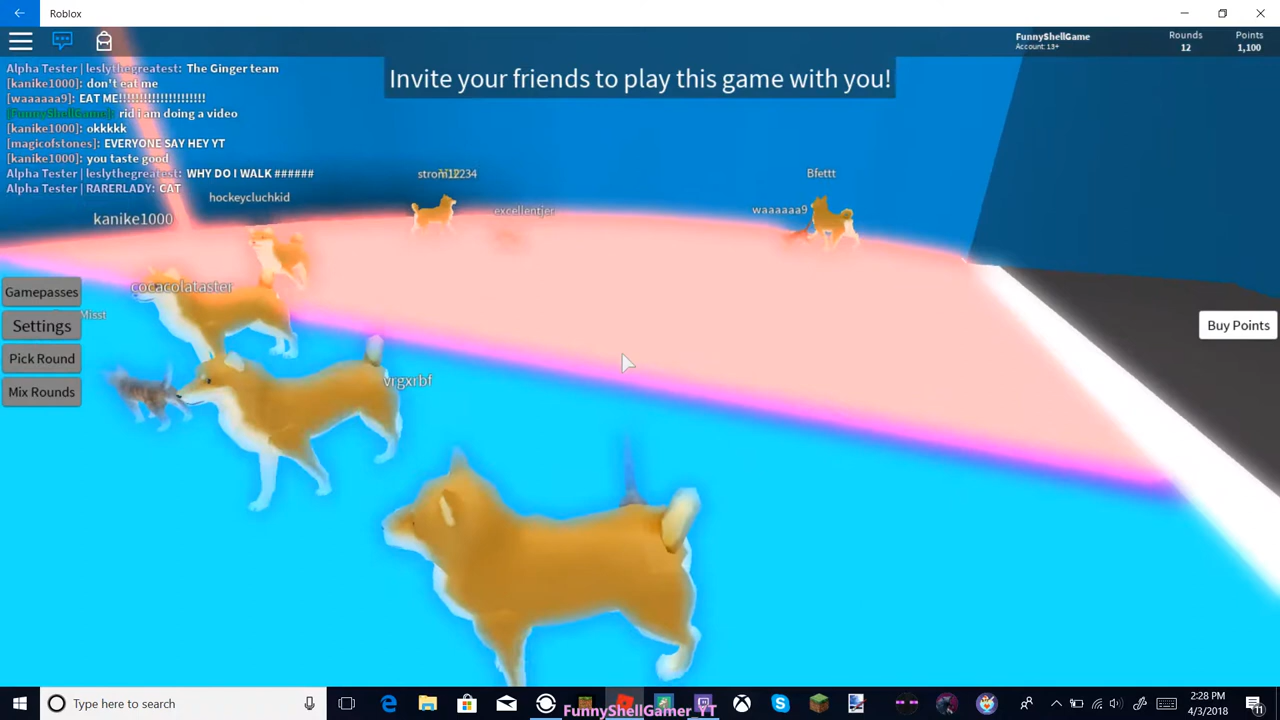 Roblox
FunnyShellGame
Account: 13+
Rounds
12
Points
1,100
Invite your friends to play this game with you!
Alpha Tester | leslythegreatest: The Ginger team
[kanike1000]: don't eat me
[waaaaaa9]: EAT ME!!!!!!!!!!!!!!!!!!!!!!
[FunnyShellGame]: rid i am doing a video
[kanike1000]: okkkkk
[magicofstones]: EVERYONE SAY HEY YT
[kanike1000]: you taste good
Alpha Tester | leslythegreatest: WHY DO I WALK ######
Alpha Tester | RARERLADY: CAT
hockeycluchkid
kanike1000
excellentjer
waaaaaa9
Bfettt
cocacolataster
Misst
vrgxrbf
Gamepasses
Settings
Pick Round
Mix Rounds
Buy Points
Type here to search
FunnyShellGamer YT
2:28 PM
4/3/2018
11